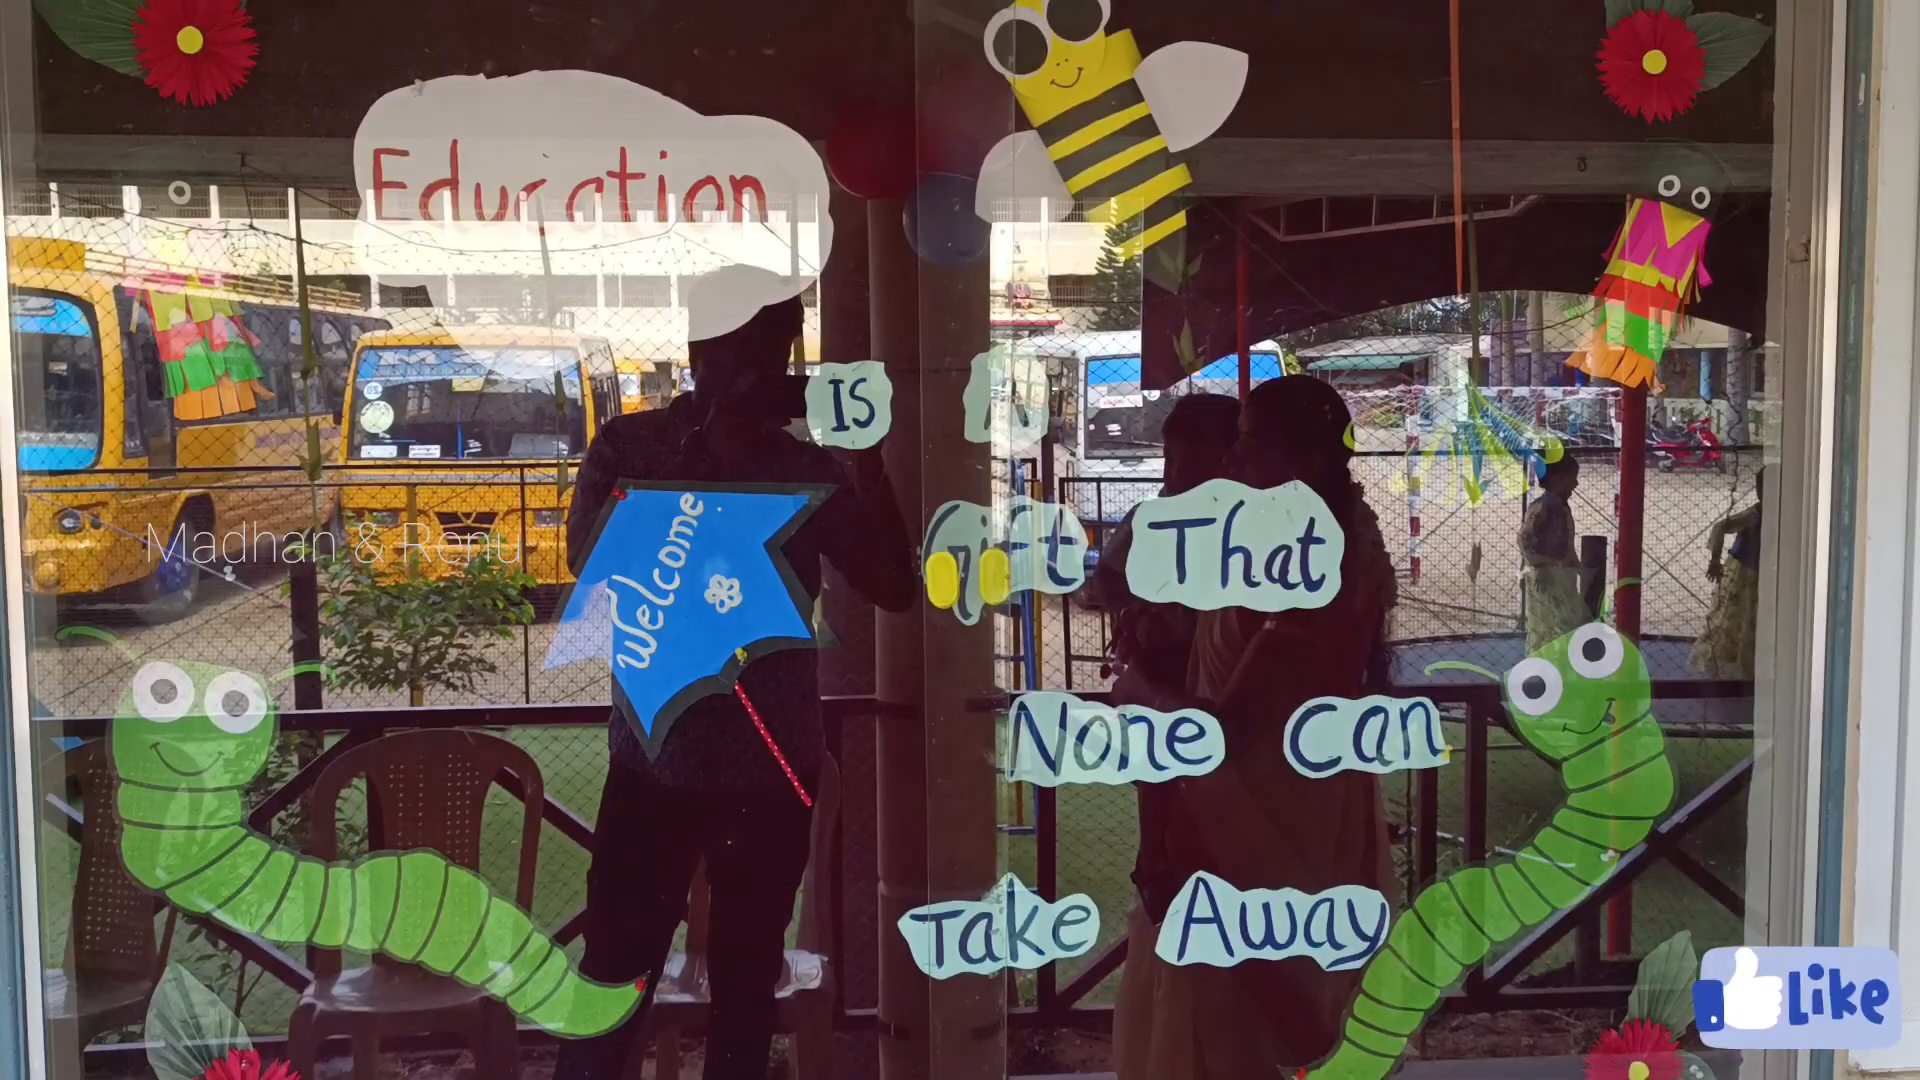 Education
IS A
Gift That
Welcome
Madhan & Renu
None can
Take Away
Like